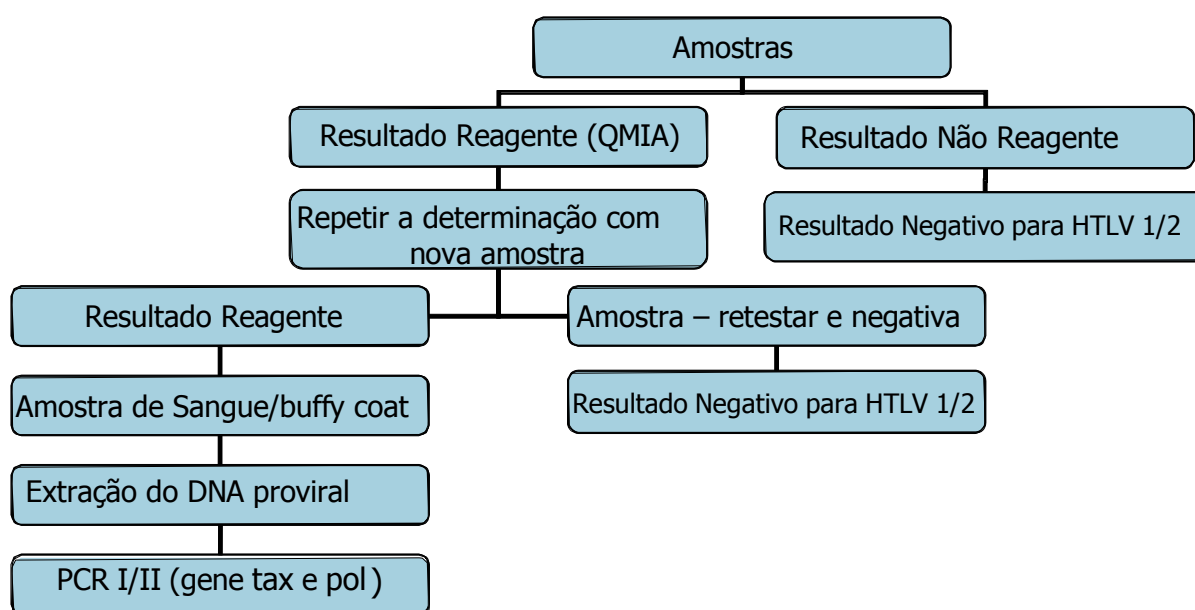 Amostras
Resultado Reagente (QMIA)
Resultado Não Reagente
Repetir a determinação com
nova amostra
Resultado Negativo para HTLV 1/2
Resultado Reagente
Amostra – retestar e negativa
Amostra de Sangue/buffy coat
Resultado Negativo para HTLV 1/2
Extração do DNA proviral
PCR I/II (gene tax e pol )